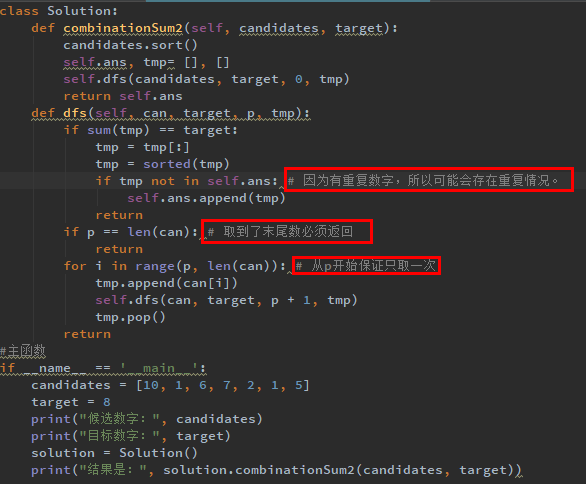 class Solution:
    def combinationSum2(self, candidates, target):
        candidates.sort()
        self.ans, tmp= [], []
        self.dfs(candidates, target, 0, tmp)
        return self.ans
    def dfs(self, can, target, p, tmp):
        if sum(tmp) == target:
            tmp = tmp[:]
            tmp = sorted(tmp)
            if tmp not in self.ans: # 因为有重复数字，所以可能会存在重复情况。
                self.ans.append(tmp)
            return
        if p == len(can): # 取到了末尾数必须返回
            return
        for i in range(p, len(can)): # 从p开始保证只取一次
            tmp.append(can[i])
            self.dfs(can, target, p + 1, tmp)
            tmp.pop()
        return
#主函数
if __name__ == '__main__':
    candidates = [10, 1, 6, 7, 2, 1, 5]
    target = 8
    print("候选数字：", candidates)
    print("目标数字：", target)
    solution = Solution()
    print("结果是：", solution.combinationSum2(candidates, target))